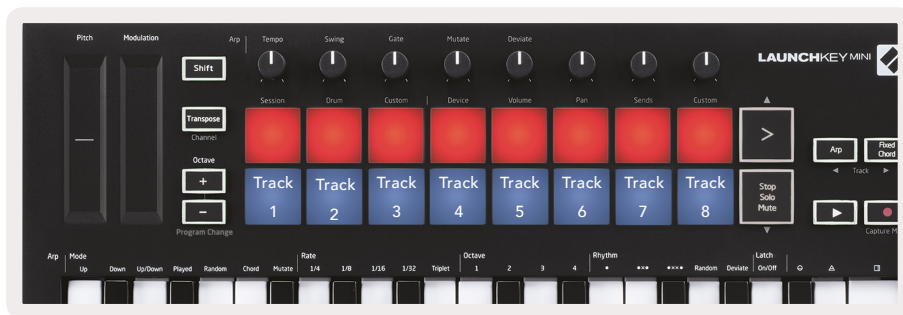 Pitch Modulation Arp Tempo Swing Gate Mutate Deviate
LAUNCHKEY MINI
Shift
Session Drum Custom Device Volume Pan Sends Custom
Transpose
Channel
>
Arp Fixed Chord
Track
Octave
+
-
Program Change
Track 1 Track 2 Track 3 Track 4 Track 5 Track 6 Track 7 Track 8
Stop
Solo
Mute
Capture M
Arp Mode Rate Octave Rhythm Latch
Up Down Up/Down Played Random Chord Mutate 1/4 1/8 1/16 1/32 Triplet 1 2 3 4 Random Deviate On/Off